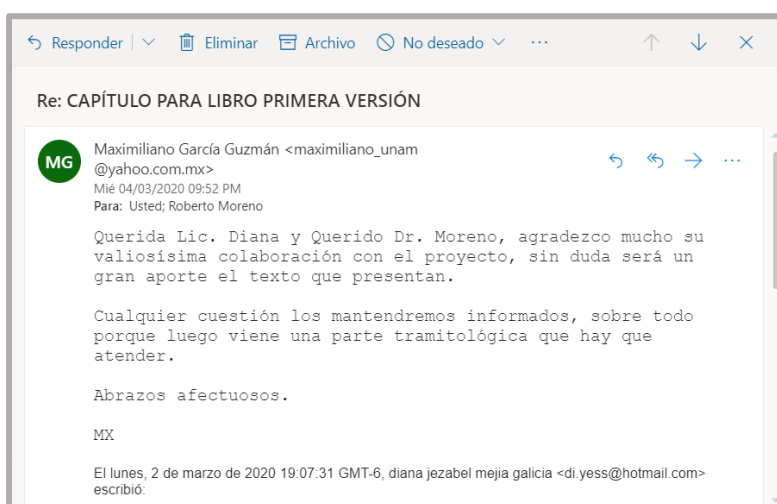 Responder Eliminar Archivo No deseado ...
Re: CAPÍTULO PARA LIBRO PRIMERA VERSIÓN
MG
Maximiliano García Guzmán <maximiliano_unam
@yahoo.com.mx>
Mié 04/03/2020 09:52 PM
Para: Usted; Roberto Moreno
Querida Lic. Diana y Querido Dr. Moreno, agradezco mucho su
valiosísima colaboración con el proyecto, sin duda será un
gran aporte el texto que presentan.
Cualquier cuestión los mantendremos informados, sobre todo
porque luego viene una parte tramitológica que hay que
atender.
Abrazos afectuosos.
MX
El lunes, 2 de marzo de 2020 19:07:31 GMT-6, diana jezabel mejia galicia <di.yess@hotmail.com>
escribió: